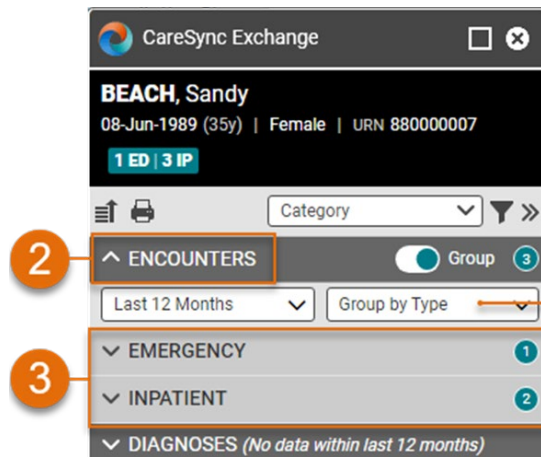 CareSync Exchange
BEACH, Sandy
08-Jun-1989 (35y) | Female | URN 880000007
1 ED | 3 IP
Category
2
ENCOUNTERS
Group
3
Last 12 Months
Group by Type
3
EMERGENCY
1
INPATIENT
2
DIAGNOSES (No data within last 12 months)